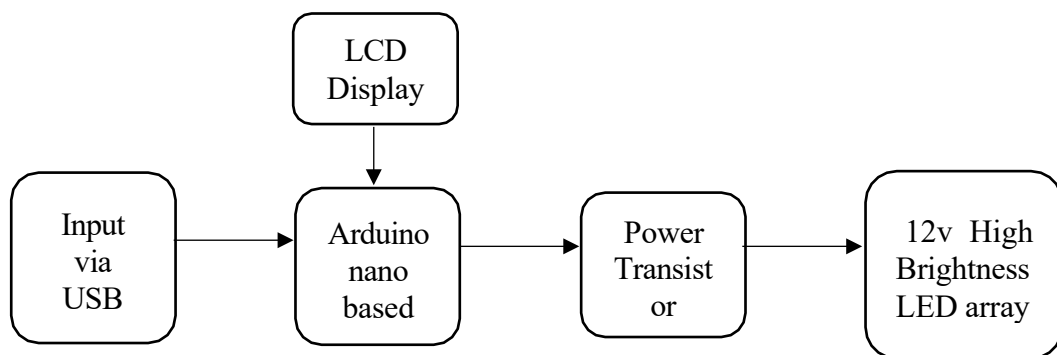 LCD
Display
Input
via
USB
Arduino
nano
based
Power
Transist
or
12v High
Brightness
LED array